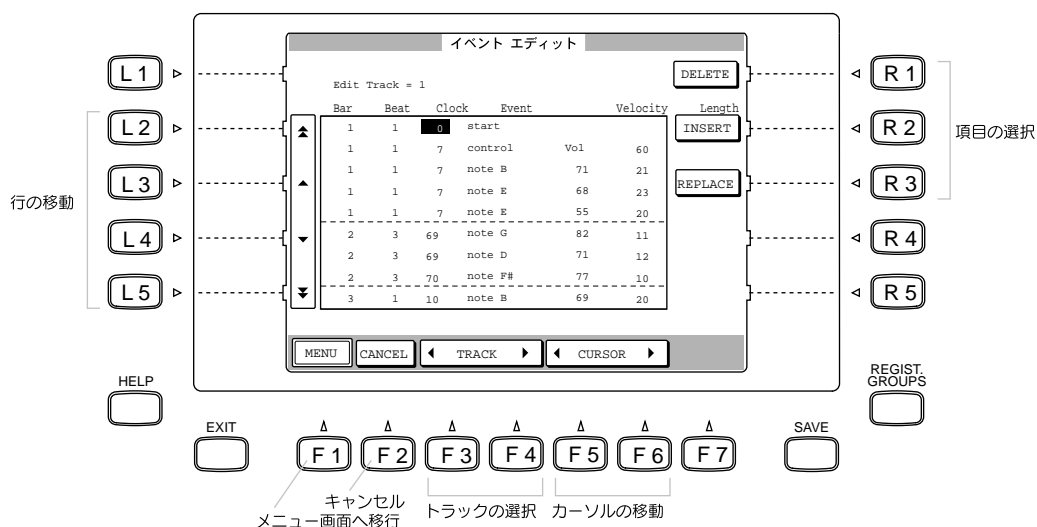 イベント エディット
Edit Track = 1
DELETE
Bar Beat Clock Event Velocity Length
1 1 0 start
INSERT
1 1 7 control Vol 60
1 1 7 note B 71 21
1 1 7 note E 68 23
REPLACE
1 1 7 note E 55 20
2 3 69 note G 82 11
2 3 69 note D 71 12
2 3 70 note F# 77 10
3 1 10 note B 69 20
MENU CANCEL TRACK CURSOR
L1
L2
L3
L4
L5
行の移動
R1
R2
R3
R4
R5
項目の選択
HELP
REGIST.
GROUPS
EXIT
SAVE
F1 F2 F3 F4 F5 F6 F7
キャンセル
メニュー画面へ移行
トラックの選択 カーソルの移動